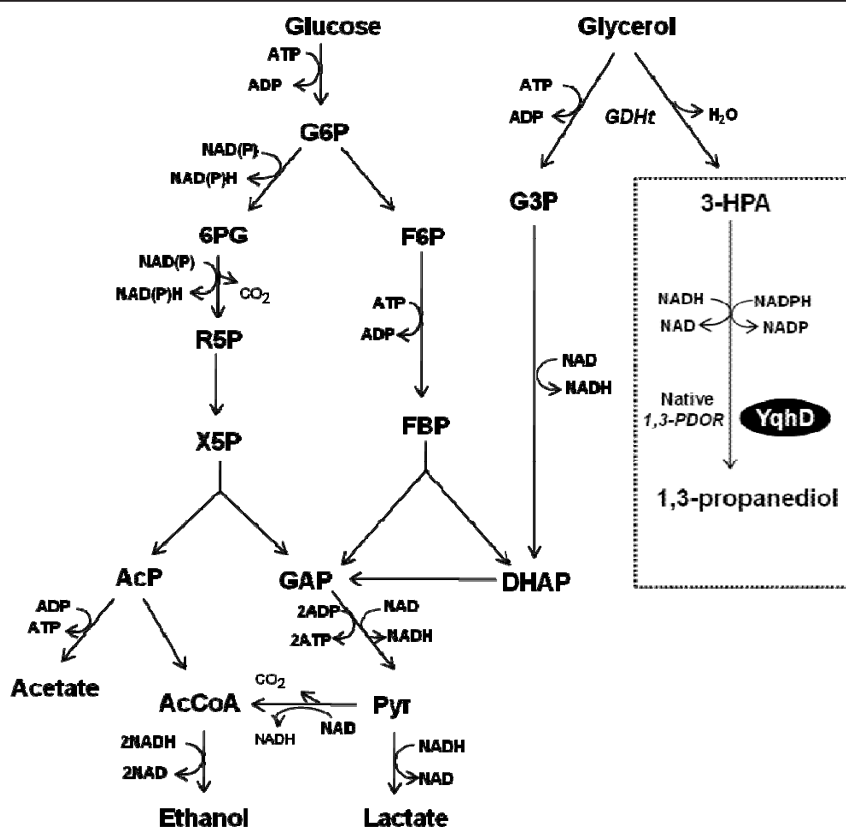 Glucose
Glycerol
ATP
ADP
ATP
ADP
GDHt
H₂O
G6P
NAD(P)
NAD(P)H
G3P
3-HPA
6PG
F6P
NAD(P)
NAD(P)H
CO₂
ATP
ADP
NADH
NAD
NADPH
NADP
R5P
NAD
NADH
Native
1,3-PDOR
YqhD
X5P
FBP
1,3-propanediol
AcP
GAP
DHAP
ADP
ATP
2ADP
2ATP
NAD
NADH
Acetate
CO₂
AcCoA
Pyr
NADH
NAD
2NADH
2NAD
NADH
NAD
Ethanol
Lactate